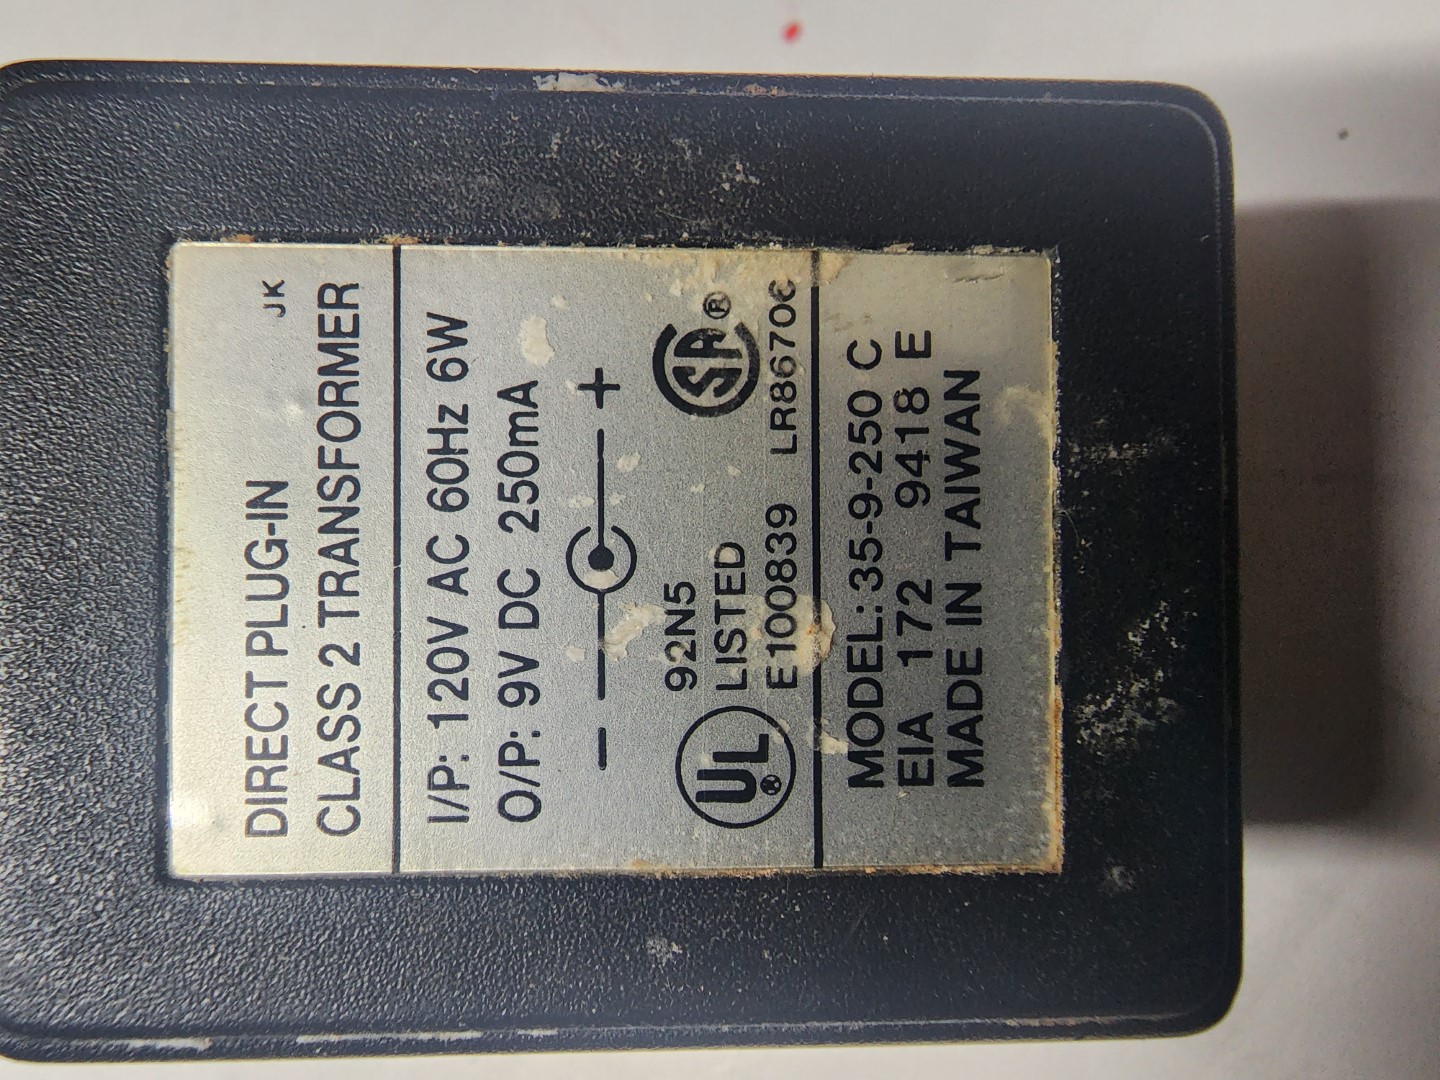 DIRECT PLUG-IN JK
CLASS 2 TRANSFORMER
I/P: 120V AC 60Hz 6W
O/P: 9V DC 250mA
− +
UL ® 92N5 SA ®
LISTED
E100839 LR86706
MODEL: 35-9-250 C
EIA 172 9418 E
MADE IN TAIWAN